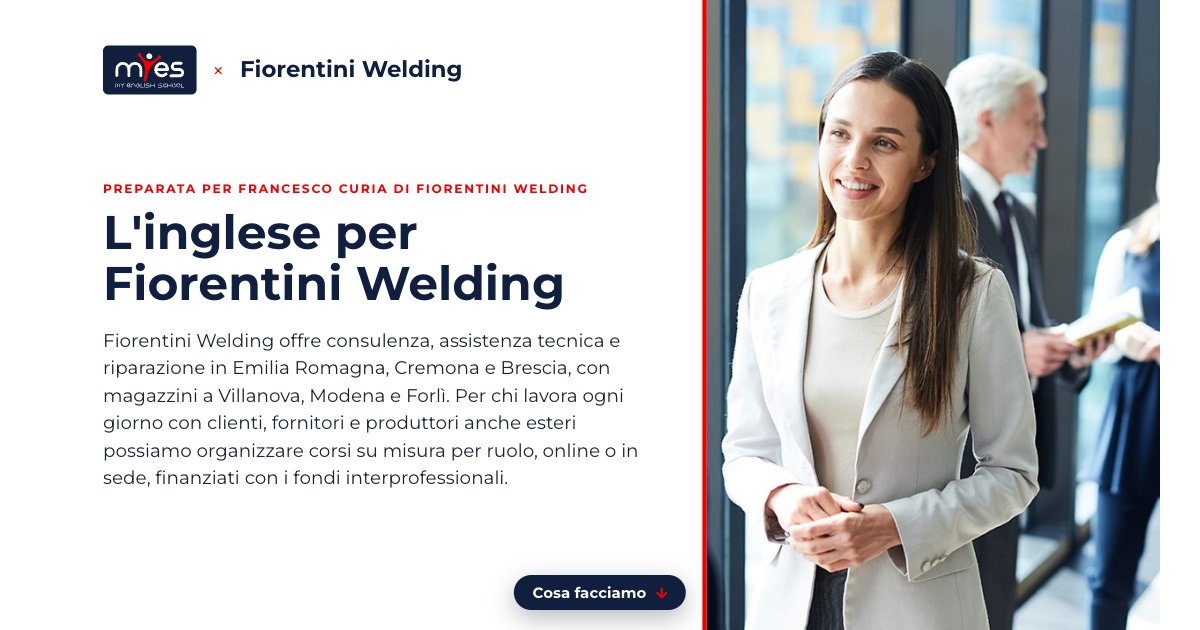 myes
MY ENGLISH SCHOOL
× Fiorentini Welding
PREPARATA PER FRANCESCO CURIA DI FIORENTINI WELDING
L'inglese per
Fiorentini Welding
Fiorentini Welding offre consulenza, assistenza tecnica e
riparazione in Emilia Romagna, Cremona e Brescia, con
magazzini a Villanova, Modena e Forlì. Per chi lavora ogni
giorno con clienti, fornitori e produttori anche esteri
possiamo organizzare corsi su misura per ruolo, online o in
sede, finanziati con i fondi interprofessionali.
Cosa facciamo ↓